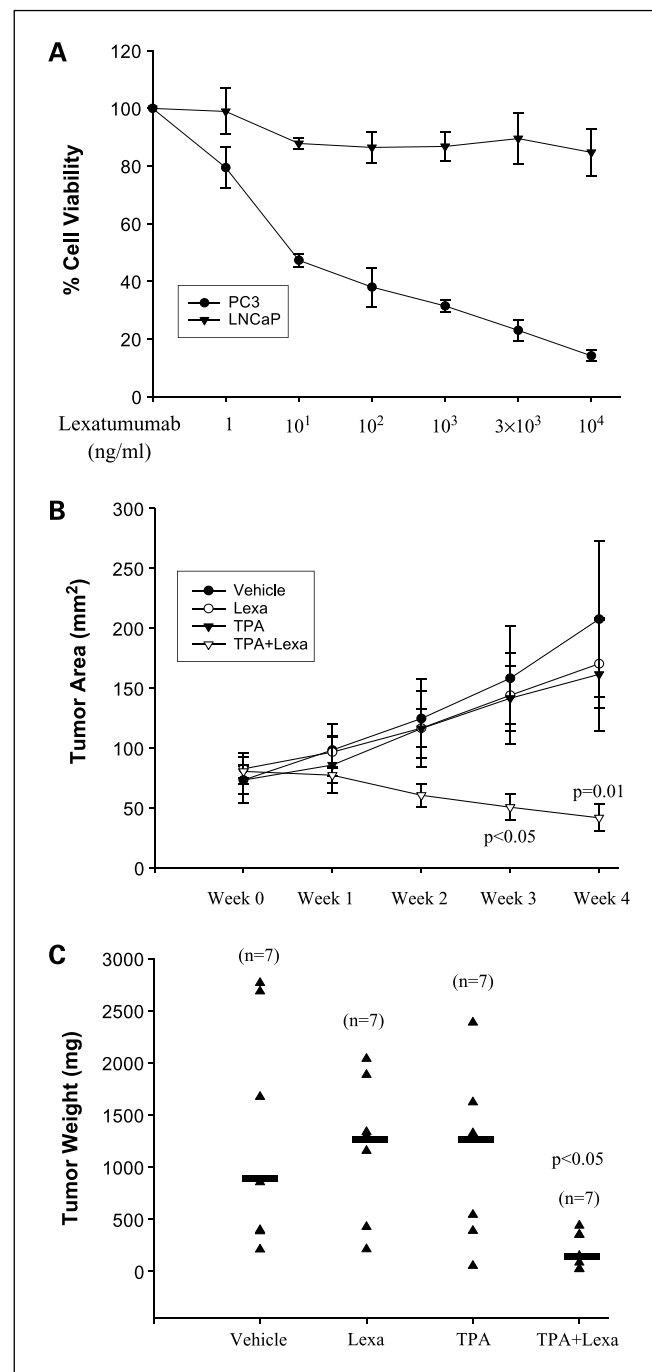 A
% Cell Viability
120
100
80
60
40
20
0
PC3
LNCaP
Lexatumumab
(ng/ml)
1 10¹ 10² 10³ 3×10³ 10⁴
B
Tumor Area (mm²)
300
250
200
150
100
50
0
Vehicle
Lexa
TPA
TPA+Lexa
p=0.01
p<0.05
Week 0 Week 1 Week 2 Week 3 Week 4
C
Tumor Weight (mg)
3000
2500
2000
1500
1000
500
0
(n=7)
(n=7)
(n=7)
p<0.05
(n=7)
Vehicle Lexa TPA TPA+Lexa